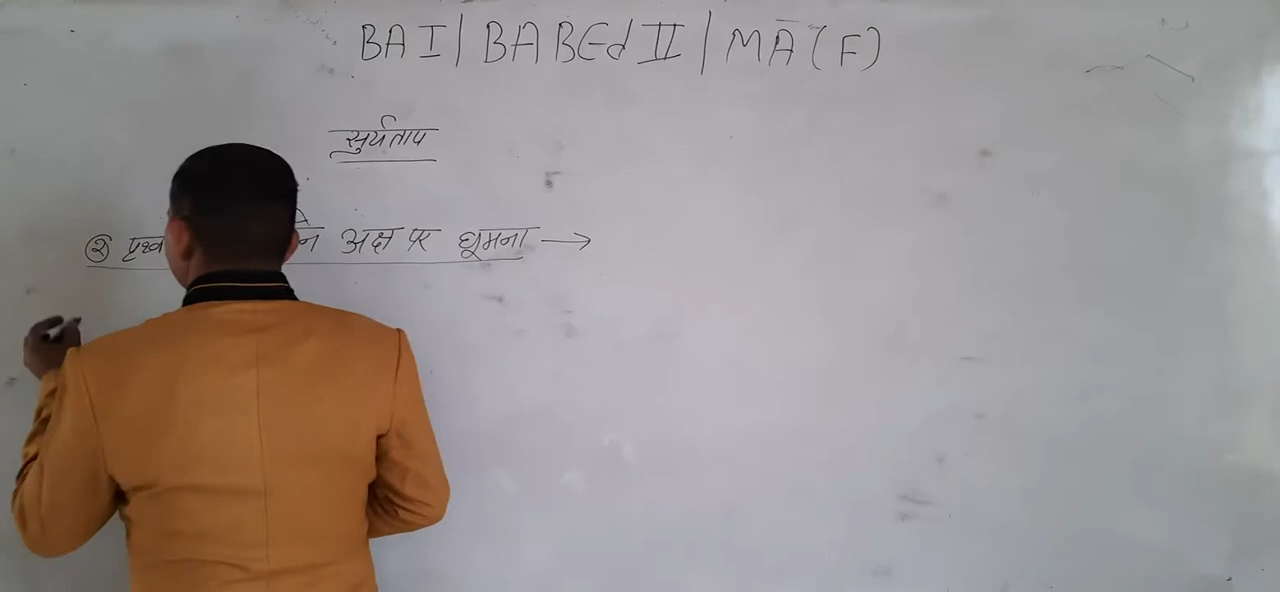 BA I / BA BEd II / MA (F)
सुर्यताप
② अक्ष पर घूमना →